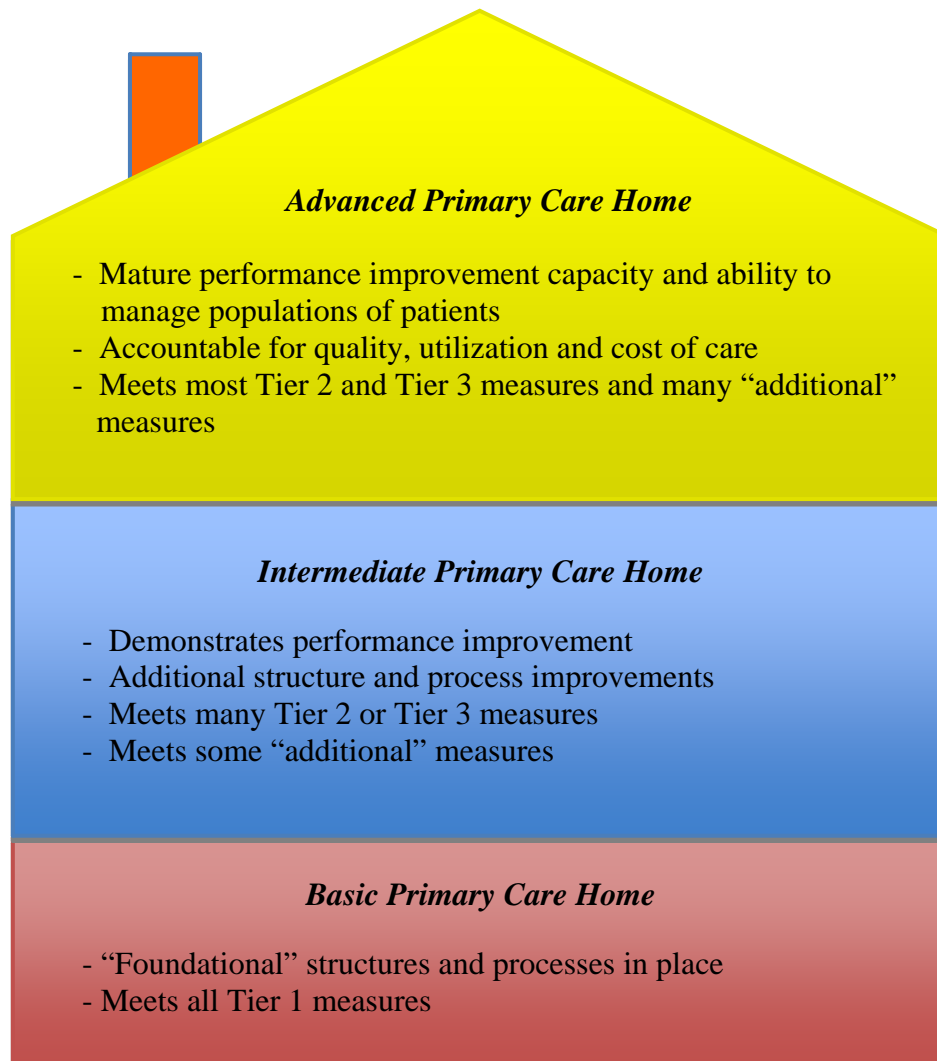 Advanced Primary Care Home
- Mature performance improvement capacity and ability to
manage populations of patients
- Accountable for quality, utilization and cost of care
- Meets most Tier 2 and Tier 3 measures and many “additional”
measures
Intermediate Primary Care Home
- Demonstrates performance improvement
- Additional structure and process improvements
- Meets many Tier 2 or Tier 3 measures
- Meets some “additional” measures
Basic Primary Care Home
- “Foundational” structures and processes in place
- Meets all Tier 1 measures